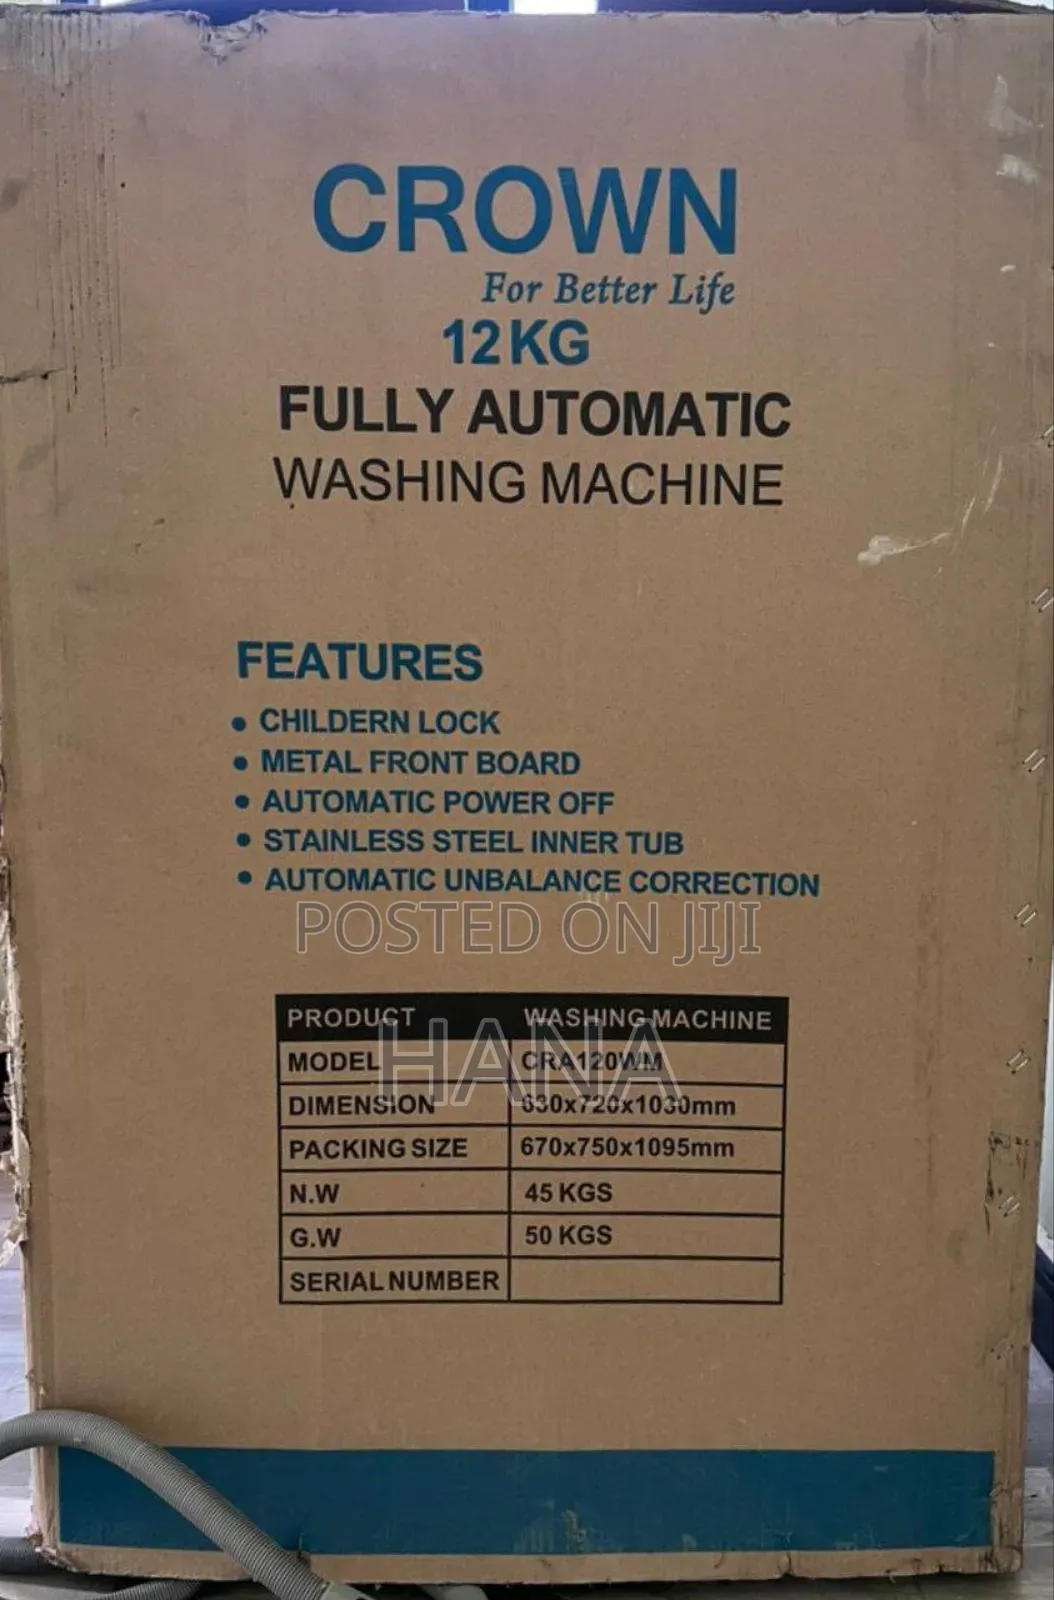 CROWN
For Better Life
12KG
FULLY AUTOMATIC
WASHING MACHINE
FEATURES
• CHILDERN LOCK
• METAL FRONT BOARD
• AUTOMATIC POWER OFF
• STAINLESS STEEL INNER TUB
• AUTOMATIC UNBALANCE CORRECTION
POSTED ON JIJI
PRODUCT WASHING MACHINE
HANA
MODEL CRA120WM
DIMENSION 630x720x1030mm
PACKING SIZE 670x750x1095mm
N.W 45 KGS
G.W 50 KGS
SERIAL NUMBER